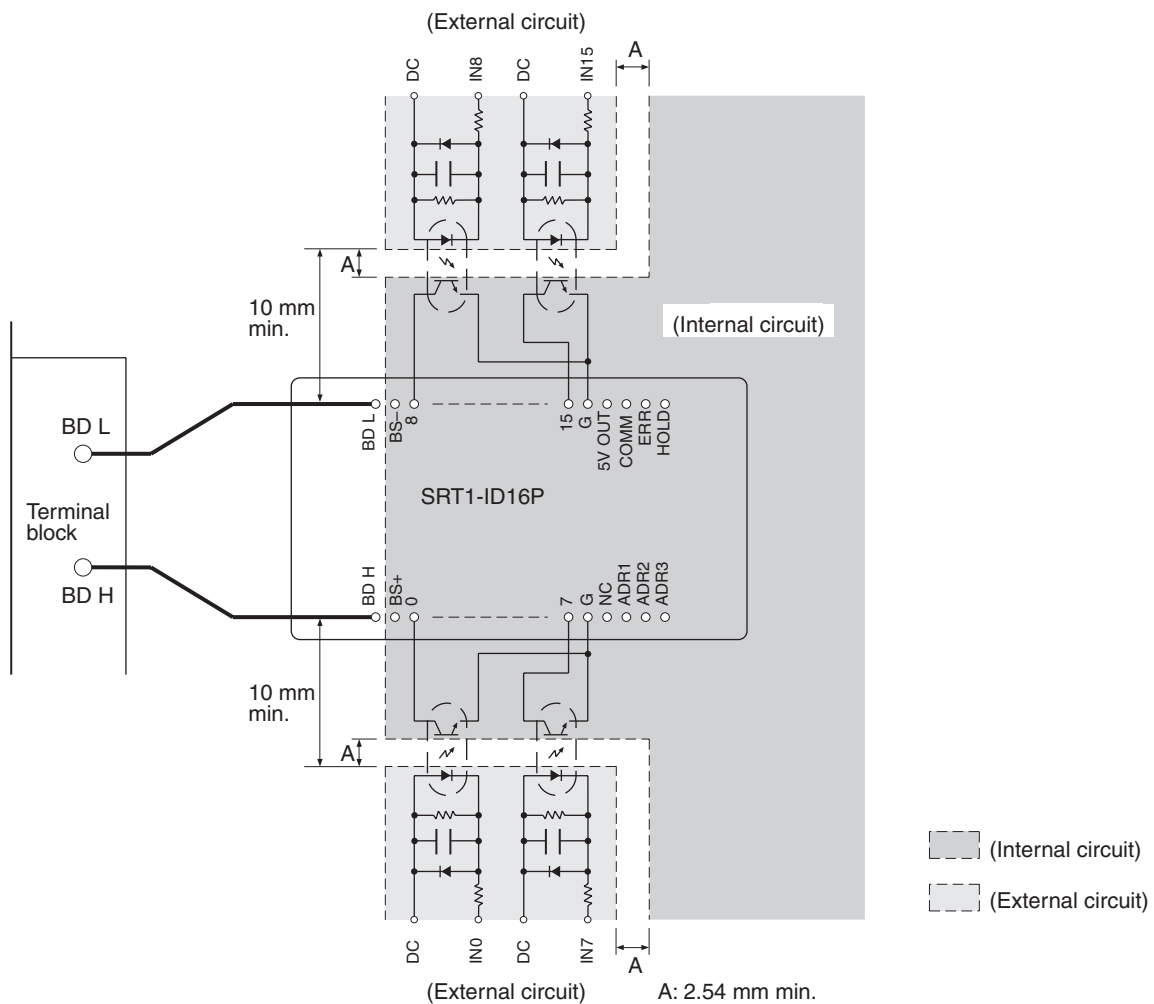 (External circuit)
A
DC
IN8
DC
IN15
A
10 mm
min.
(Internal circuit)
BD L
BD L
BS–
8
15
G
5V OUT
COMM
ERR
HOLD
SRT1-ID16P
Terminal
block
BD H
BD H
BS+
0
7
G
NC
ADR1
ADR2
ADR3
10 mm
min.
A
(Internal circuit)
(External circuit)
DC
IN0
DC
IN7
A
(External circuit)
A: 2.54 mm min.